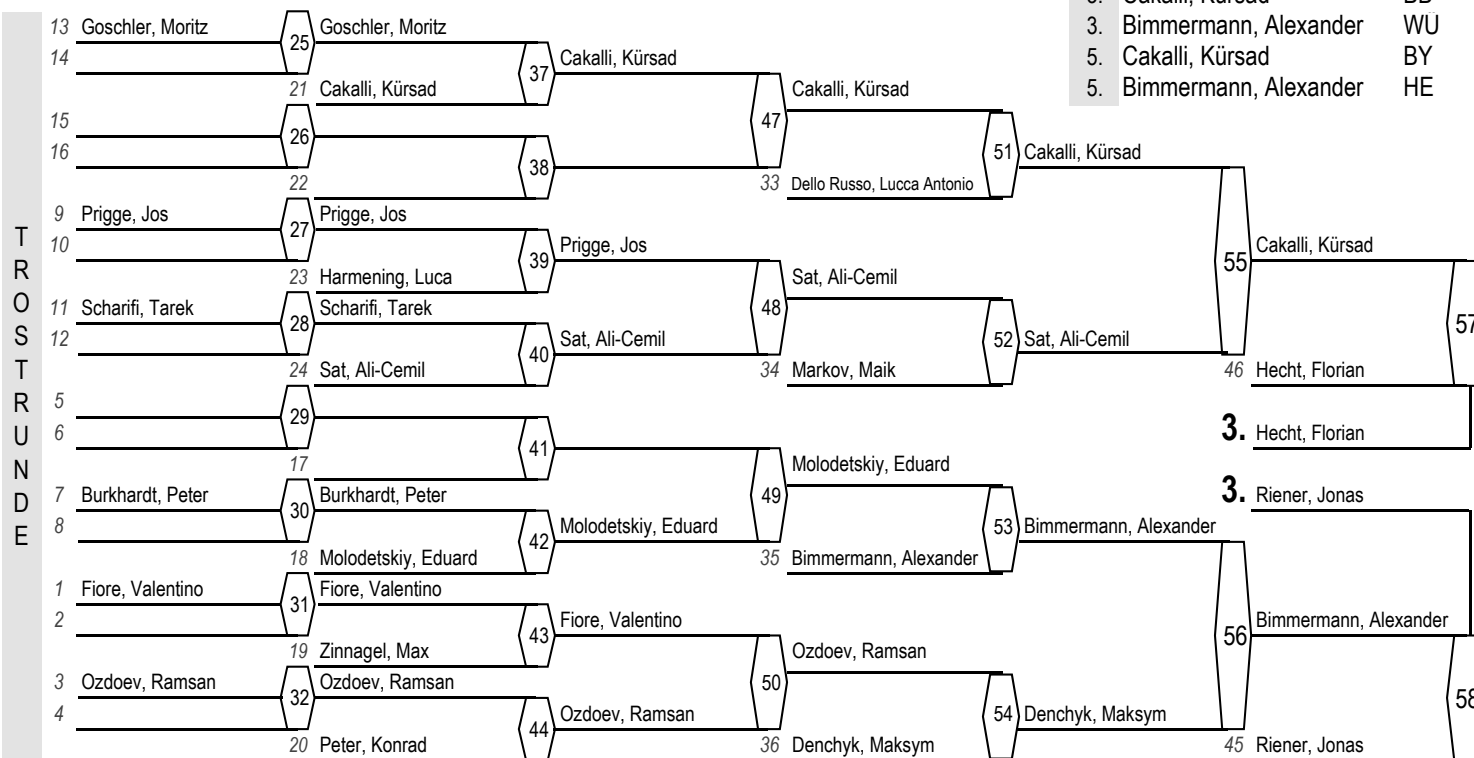 3. Cakalli, Kürsad BB
3. Bimmermann, Alexander WÜ
5. Cakalli, Kürsad BY
5. Bimmermann, Alexander HE
TROSTRUNDE
13 Goschler, Moritz 25 Goschler, Moritz
14
37 Cakalli, Kürsad
21 Cakalli, Kürsad
47 Cakalli, Kürsad
15
26
16
38
22
33 Dello Russo, Lucca Antonio
51 Cakalli, Kürsad
9 Prigge, Jos 27 Prigge, Jos
10
39 Prigge, Jos
23 Harmening, Luca
48 Sat, Ali-Cemil
11 Scharifi, Tarek 28 Scharifi, Tarek
12
40 Sat, Ali-Cemil
24 Sat, Ali-Cemil
34 Markov, Maik
52 Sat, Ali-Cemil
55 Cakalli, Kürsad
46 Hecht, Florian
57
3. Hecht, Florian
5
29
6
41
17
49 Molodetskiy, Eduard
7 Burkhardt, Peter 30 Burkhardt, Peter
8
42 Molodetskiy, Eduard
18 Molodetskiy, Eduard
35 Bimmermann, Alexander
53 Bimmermann, Alexander
3. Riener, Jonas
1 Fiore, Valentino 31 Fiore, Valentino
2
43 Fiore, Valentino
19 Zinnagel, Max
50 Ozdoev, Ramsan
3 Ozdoev, Ramsan 32 Ozdoev, Ramsan
4
44 Ozdoev, Ramsan
20 Peter, Konrad
36 Denchyk, Maksym
54 Denchyk, Maksym
56 Bimmermann, Alexander
45 Riener, Jonas
58